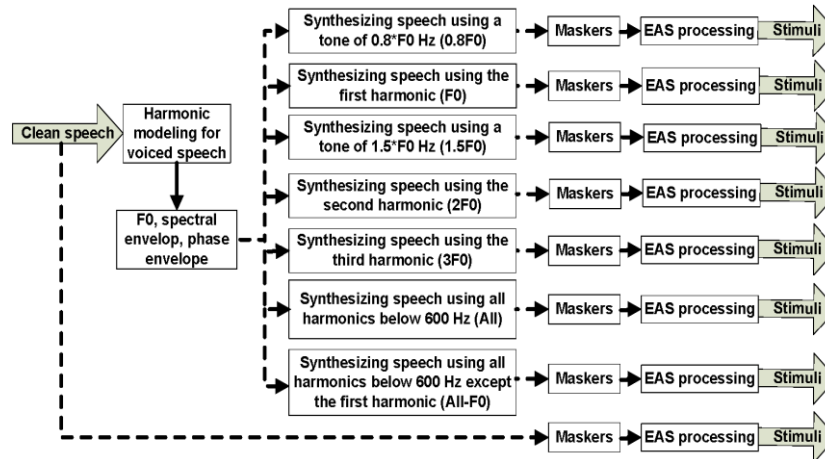 Clean speech
Harmonic
modeling for
voiced speech
F0, spectral
envelop, phase
envelope
Synthesizing speech using a
tone of 0.8*F0 Hz (0.8F0)
Maskers
EAS processing
Stimuli
Synthesizing speech using the
first harmonic (F0)
Maskers
EAS processing
Stimuli
Synthesizing speech using a
tone of 1.5*F0 Hz (1.5F0)
Maskers
EAS processing
Stimuli
Synthesizing speech using the
second harmonic (2F0)
Maskers
EAS processing
Stimuli
Synthesizing speech using the
third harmonic (3F0)
Maskers
EAS processing
Stimuli
Synthesizing speech using all
harmonics below 600 Hz (All)
Maskers
EAS processing
Stimuli
Synthesizing speech using all
harmonics below 600 Hz except
the first harmonic (All-F0)
Maskers
EAS processing
Stimuli
Maskers
EAS processing
Stimuli